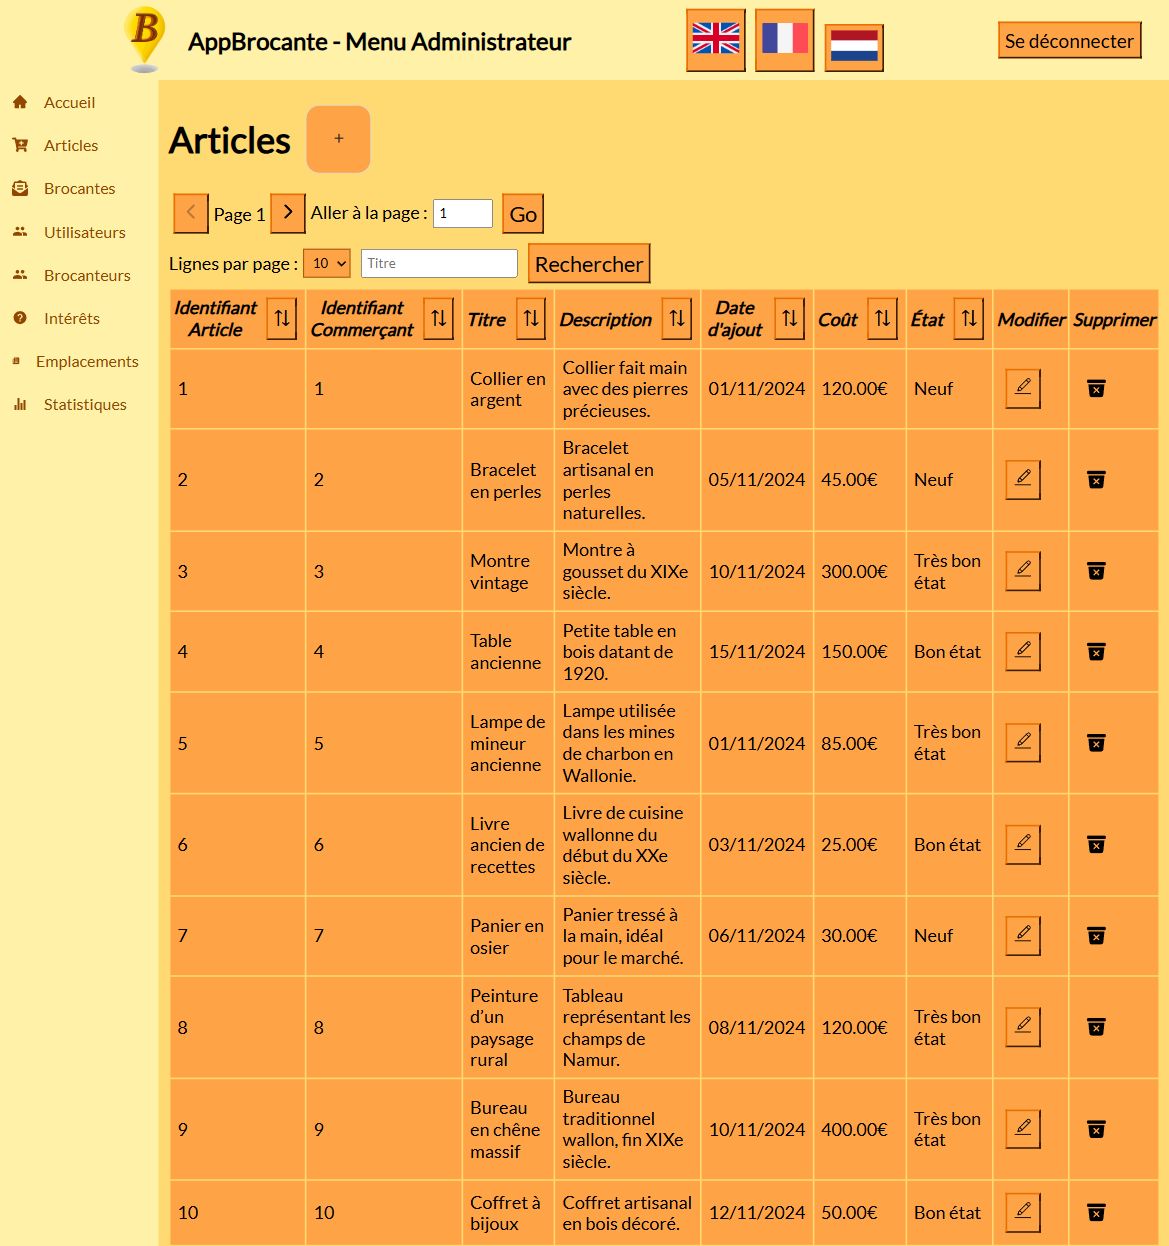 B
AppBrocante - Menu Administrateur
Se déconnecter
Accueil
Articles
Brocantes
Utilisateurs
Brocanteurs
Intérêts
Emplacements
Statistiques
Articles +
Page 1 Aller à la page : 1 Go
Lignes par page : 10 Titre Rechercher
Identifiant
Article
Identifiant
Commerçant
Titre
Description
Date
d'ajout
Coût
État
Modifier
Supprimer
1
1
Collier en
argent
Collier fait main
avec des pierres
précieuses.
01/11/2024
120.00€
Neuf
2
2
Bracelet
en perles
Bracelet
artisanal en
perles
naturelles.
05/11/2024
45.00€
Neuf
3
3
Montre
vintage
Montre à
gousset du XIXe
siècle.
10/11/2024
300.00€
Très bon
état
4
4
Table
ancienne
Petite table en
bois datant de
1920.
15/11/2024
150.00€
Bon état
5
5
Lampe de
mineur
ancienne
Lampe utilisée
dans les mines
de charbon en
Wallonie.
01/11/2024
85.00€
Très bon
état
6
6
Livre
ancien de
recettes
Livre de cuisine
wallonne du
début du XXe
siècle.
03/11/2024
25.00€
Bon état
7
7
Panier en
osier
Panier tressé à
la main, idéal
pour le marché.
06/11/2024
30.00€
Neuf
8
8
Peinture
d’un
paysage
rural
Tableau
représentant les
champs de
Namur.
08/11/2024
120.00€
Très bon
état
9
9
Bureau
en chêne
massif
Bureau
traditionnel
wallon, fin XIXe
siècle.
10/11/2024
400.00€
Très bon
état
10
10
Coffret à
bijoux
Coffret artisanal
en bois décoré.
12/11/2024
50.00€
Bon état